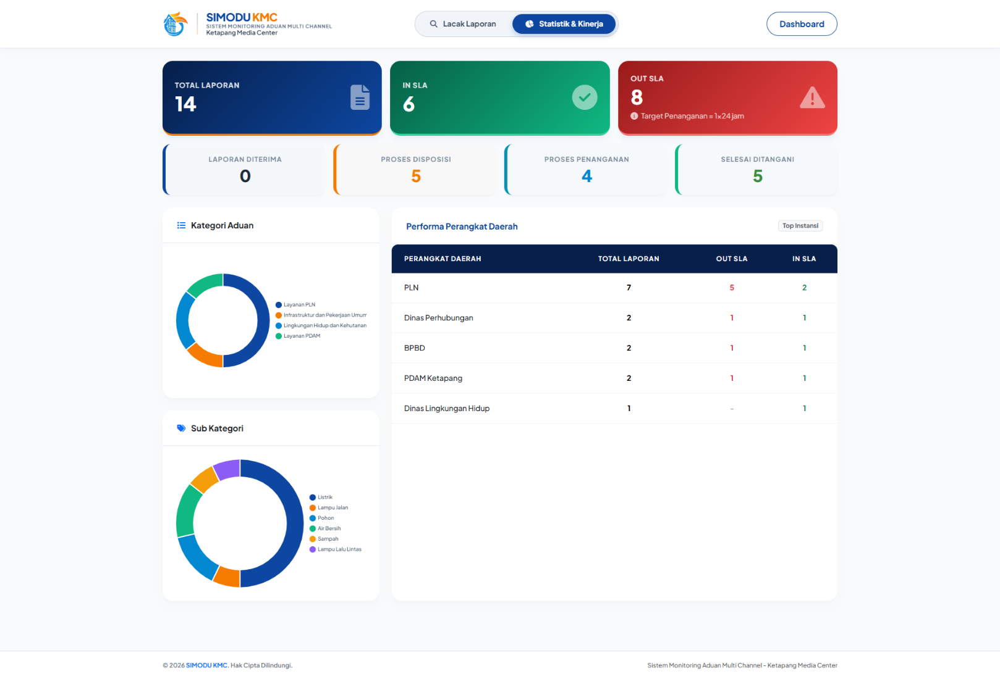 SIMODU KMC
SISTEM MONITORING ADUAN MULTI CHANNEL
Ketapang Media Center
Lacak Laporan
Statistik & Kinerja
Dashboard
TOTAL LAPORAN
14
IN SLA
6
OUT SLA
8
Target Penanganan = 1×24 jam
LAPORAN DITERIMA
0
PROSES DISPOSISI
5
PROSES PENANGANAN
4
SELESAI DITANGANI
5
Kategori Aduan
Layanan PLN
Infrastruktur dan Pekerjaan Umum
Lingkungan Hidup dan Kehutanan
Layanan PDAM
Sub Kategori
Listrik
Lampu Jalan
Pohon
Air Bersih
Sampah
Lampu Lalu Lintas
Performa Perangkat Daerah
Top Instansi
PERANGKAT DAERAH TOTAL LAPORAN OUT SLA IN SLA
PLN 7 5 2
Dinas Perhubungan 2 1 1
BPBD 2 1 1
PDAM Ketapang 2 1 1
Dinas Lingkungan Hidup 1 - 1
© 2026 SIMODU KMC. Hak Cipta Dilindungi.
Sistem Monitoring Aduan Multi Channel - Ketapang Media Center